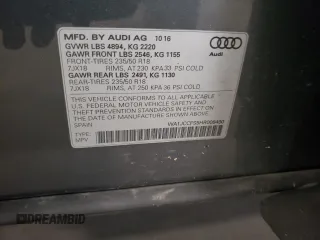 MFD. BY AUDI AG 10 16
GVWR LBS 4894, KG 2220
GAWR FRONT LBS 2546, KG 1155
FRONT-TIRES 235/50 R18
7JX18 RIMS, AT 230 KPA 33 PSI COLD
GAWR REAR LBS 2491, KG 1130
REAR-TIRES 235/50 R18
7JX18 RIMS, AT 250 KPA 36 PSI COLD
THIS VEHICLE CONFORMS TO ALL APPLICABLE
U.S. FEDERAL MOTOR VEHICLE SAFETY AND
THEFT PREVENTION STANDARDS IN EFFECT ON THE
DATE OF MANUFACTURE SHOWN ABOVE.
SPAIN
TYPE:
MPV
Audi
DREAMBID